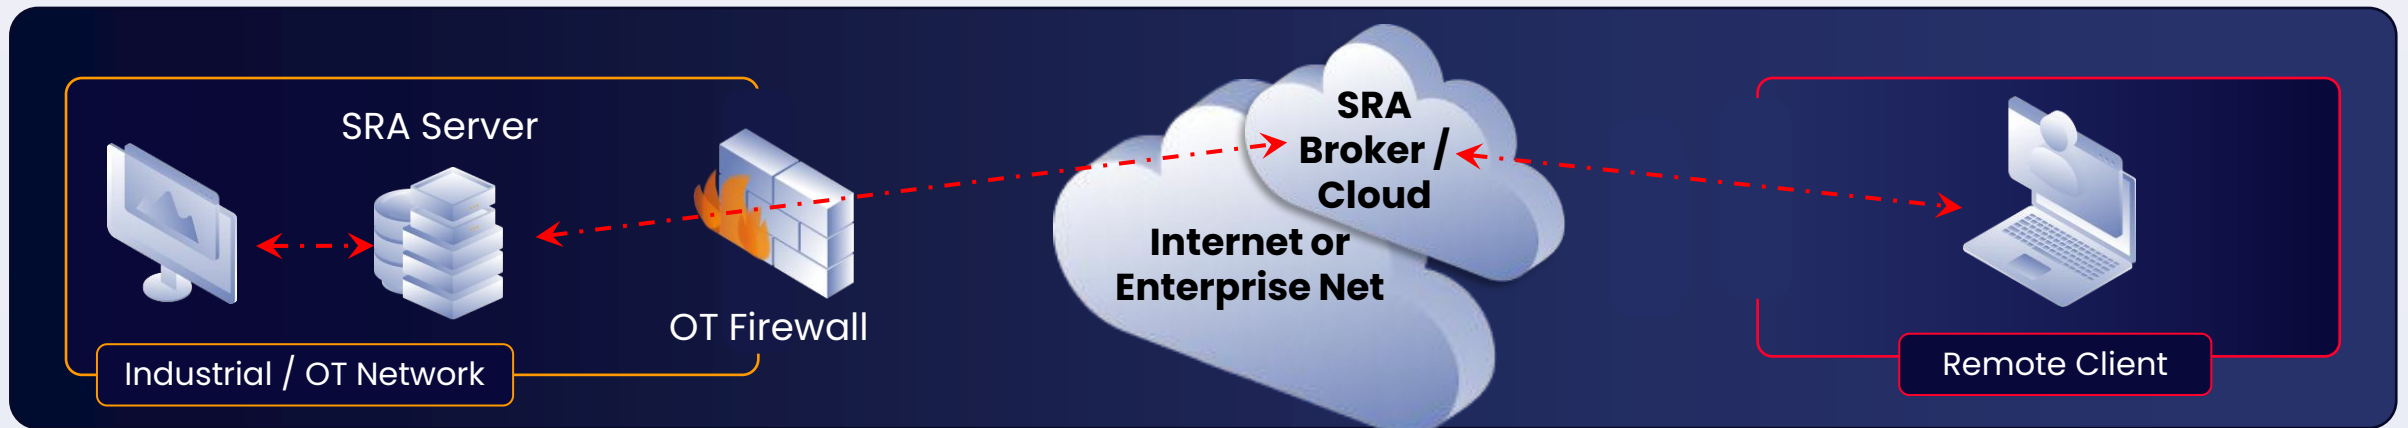 SRA Server
OT Firewall
Industrial / OT Network
SRA
Broker /
Cloud
Internet or
Enterprise Net
Remote Client